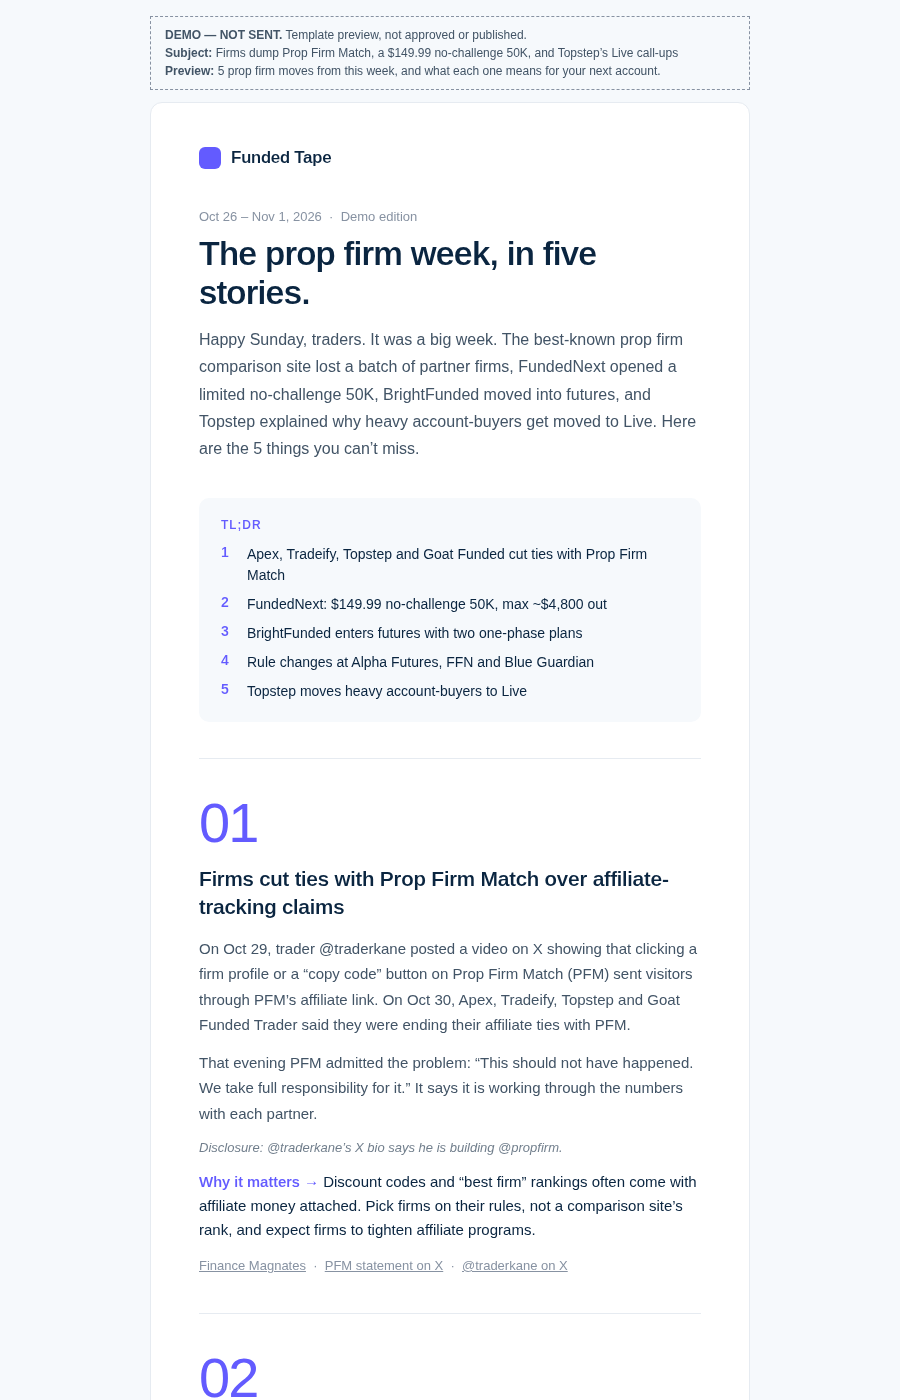 DEMO — NOT SENT. Template preview, not approved or published.
Subject: Firms dump Prop Firm Match, a $149.99 no-challenge 50K, and Topstep’s Live call-ups
Preview: 5 prop firm moves from this week, and what each one means for your next account.
Funded Tape
Oct 26 – Nov 1, 2026 · Demo edition
The prop firm week, in five
stories.
Happy Sunday, traders. It was a big week. The best-known prop firm
comparison site lost a batch of partner firms, FundedNext opened a
limited no-challenge 50K, BrightFunded moved into futures, and
Topstep explained why heavy account-buyers get moved to Live. Here
are the 5 things you can’t miss.
TL;DR
1 Apex, Tradeify, Topstep and Goat Funded cut ties with Prop Firm
Match
2 FundedNext: $149.99 no-challenge 50K, max ~$4,800 out
3 BrightFunded enters futures with two one-phase plans
4 Rule changes at Alpha Futures, FFN and Blue Guardian
5 Topstep moves heavy account-buyers to Live
01
Firms cut ties with Prop Firm Match over affiliate-
tracking claims
On Oct 29, trader @traderkane posted a video on X showing that clicking a
firm profile or a “copy code” button on Prop Firm Match (PFM) sent visitors
through PFM’s affiliate link. On Oct 30, Apex, Tradeify, Topstep and Goat
Funded Trader said they were ending their affiliate ties with PFM.
That evening PFM admitted the problem: “This should not have happened.
We take full responsibility for it.” It says it is working through the numbers
with each partner.
Disclosure: @traderkane’s X bio says he is building @propfirm.
Why it matters → Discount codes and “best firm” rankings often come with
affiliate money attached. Pick firms on their rules, not a comparison site’s
rank, and expect firms to tighten affiliate programs.
Finance Magnates · PFM statement on X · @traderkane on X
02